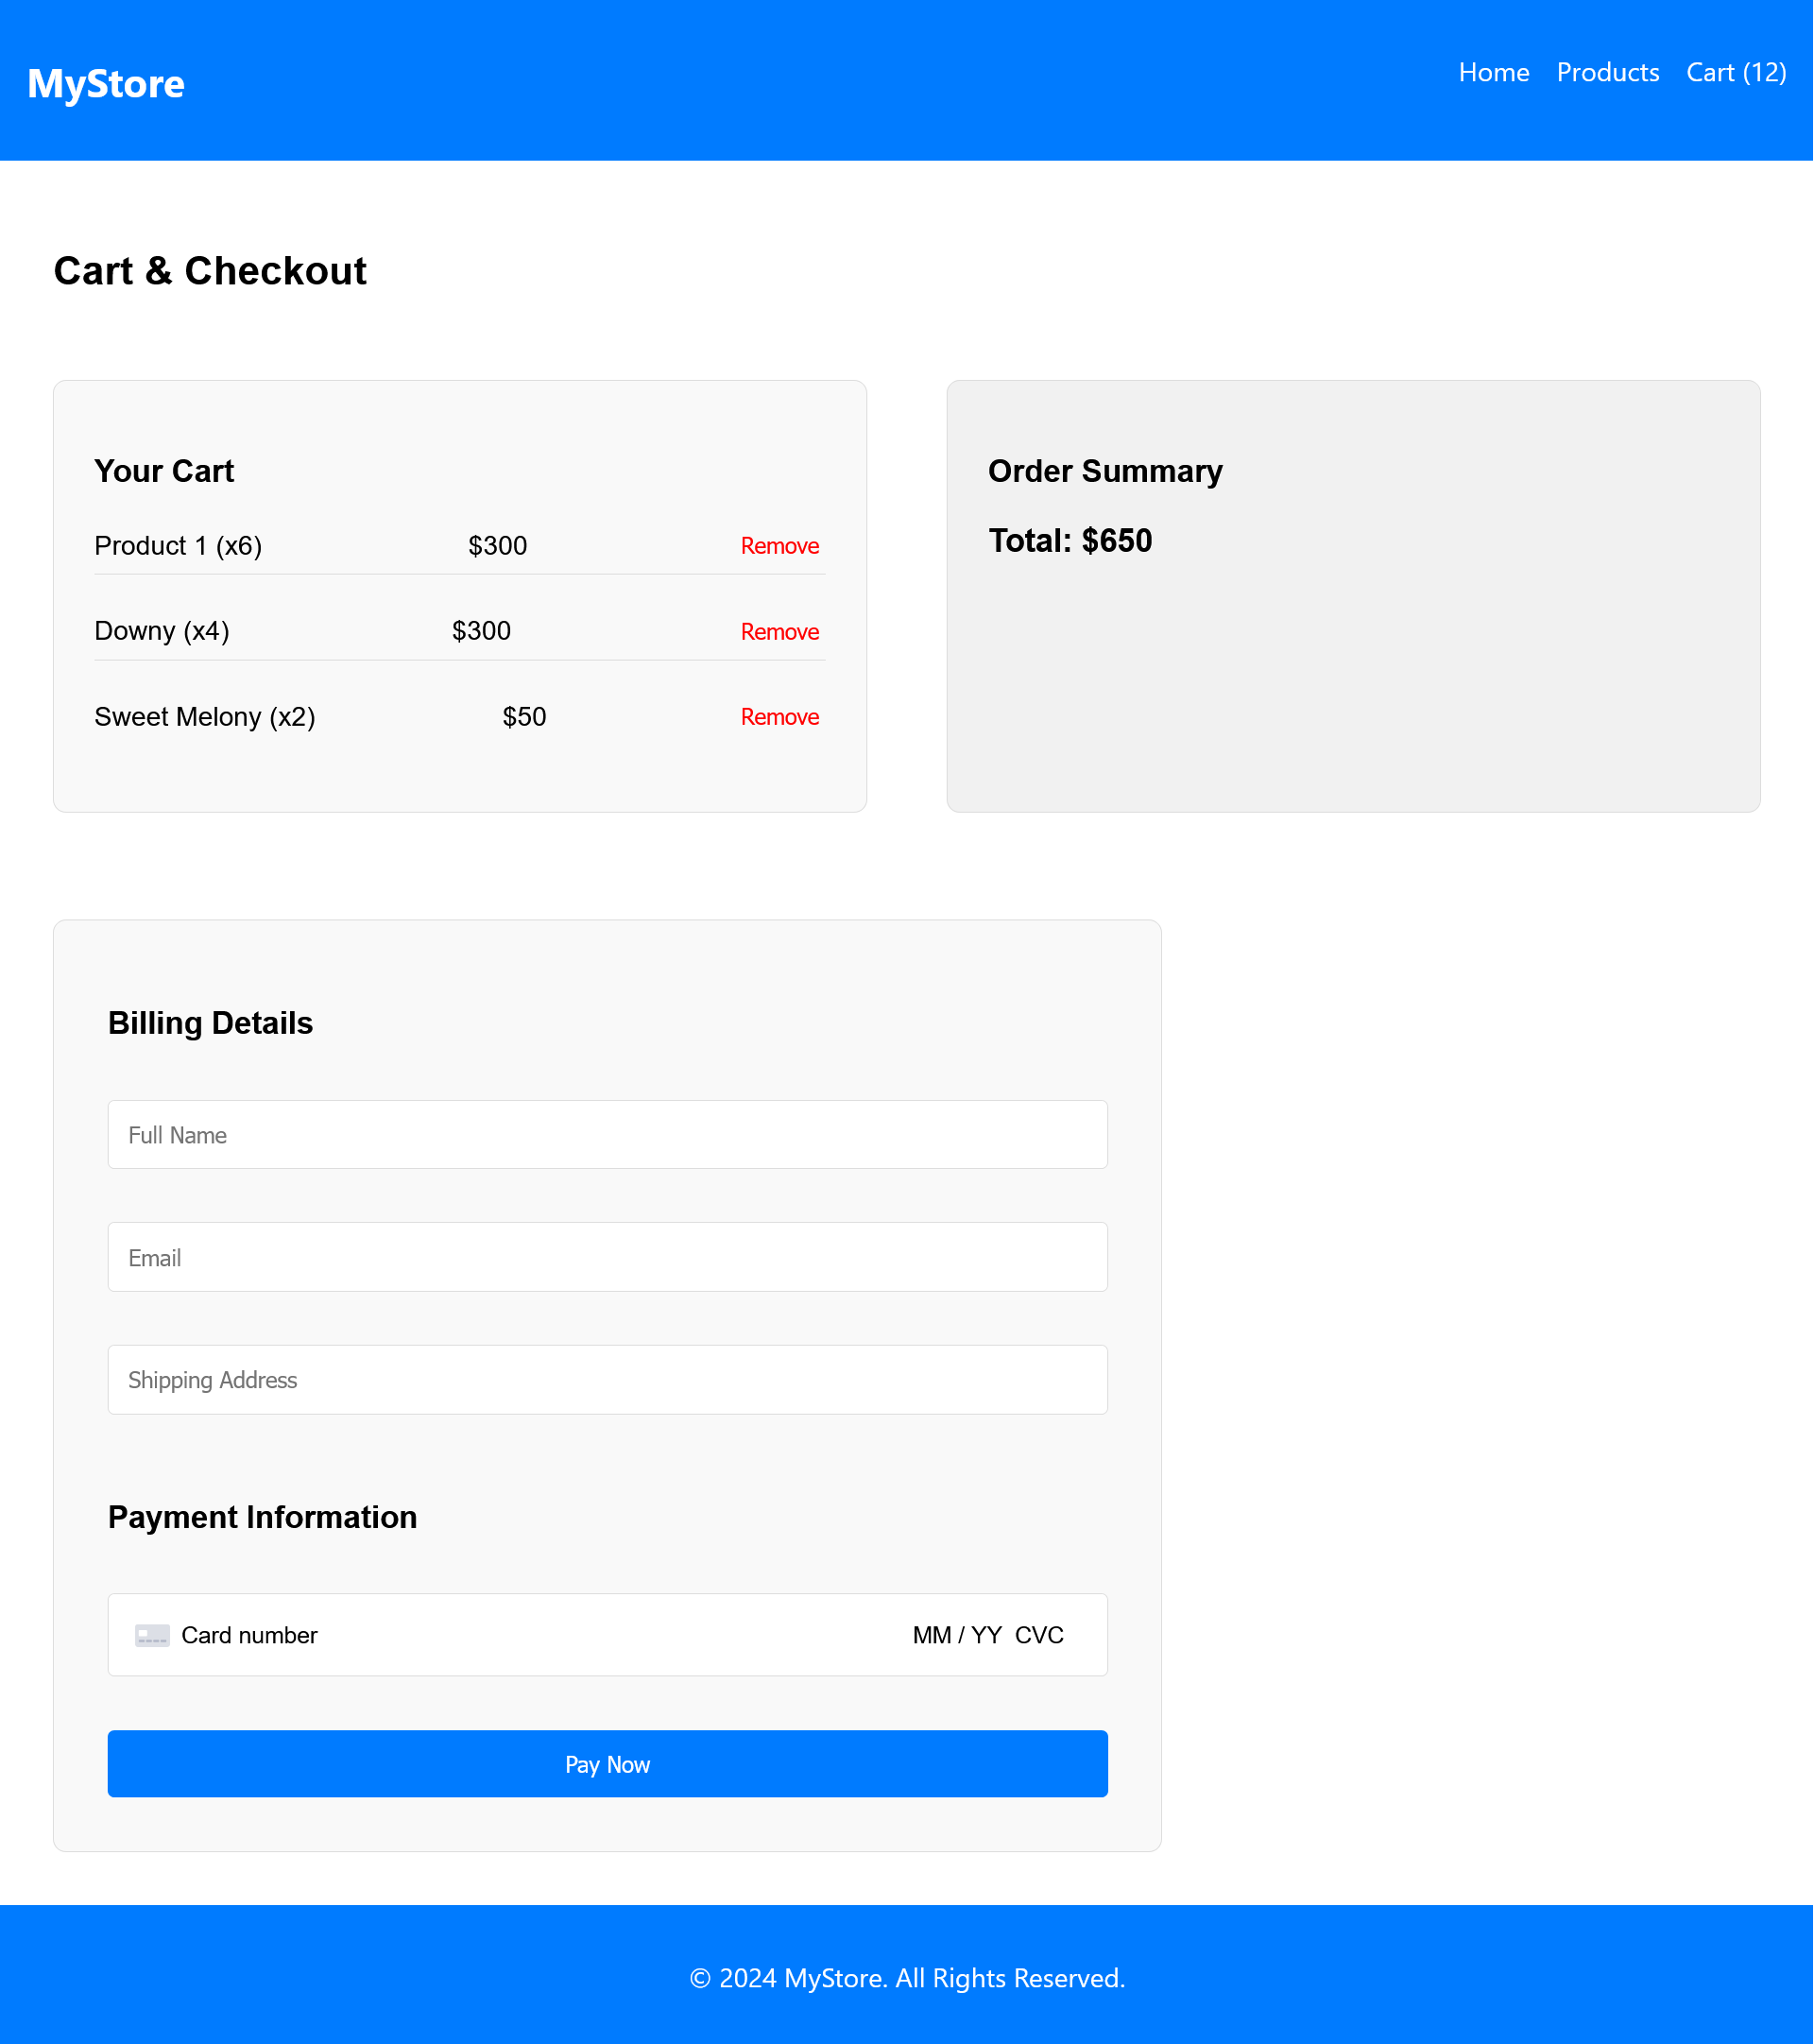 MyStore
Home Products Cart (12)
Cart & Checkout
Your Cart
Product 1 (x6) $300 Remove
Downy (x4) $300 Remove
Sweet Melony (x2) $50 Remove
Order Summary
Total: $650
Billing Details
Full Name
Email
Shipping Address
Payment Information
Card number MM / YY CVC
Pay Now
© 2024 MyStore. All Rights Reserved.